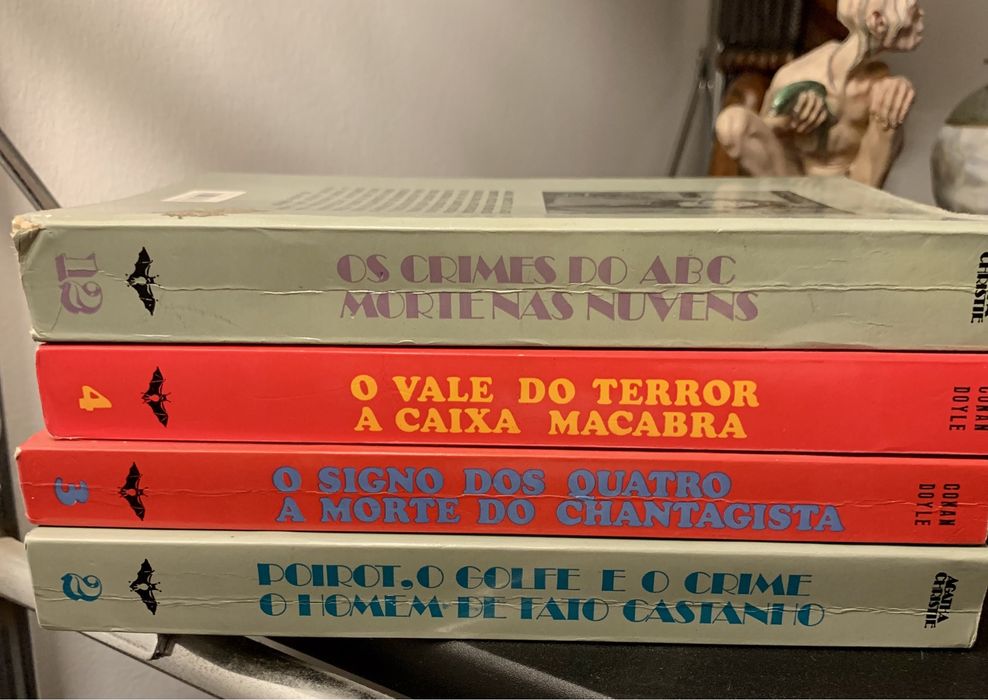 12
OS CRIMES DO ABC
MORTE NAS NUVENS
CHRISTIE
4
O VALE DO TERROR
A CAIXA MACABRA
CONAN
DOYLE
3
O SIGNO DOS QUATRO
A MORTE DO CHANTAGISTA
CONAN
DOYLE
2
POIROT, O GOLFE E O CRIME
O HOMEM DE FATO CASTANHO
AGATHA
CHRISTIE